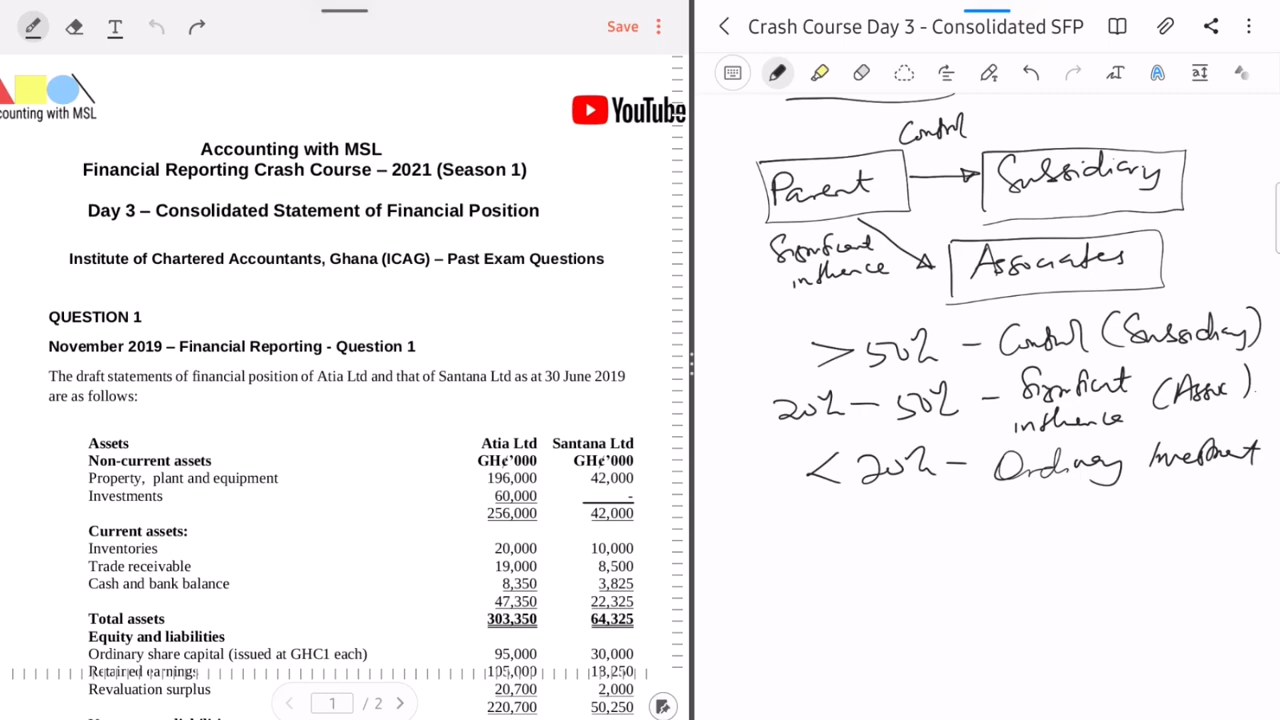 Save
counting with MSL
YouTube
Accounting with MSL
Financial Reporting Crash Course – 2021 (Season 1)
Day 3 – Consolidated Statement of Financial Position
Institute of Chartered Accountants, Ghana (ICAG) – Past Exam Questions
QUESTION 1
November 2019 – Financial Reporting - Question 1
The draft statements of financial position of Atia Ltd and that of Santana Ltd as at 30 June 2019
are as follows:
Assets Atia Ltd Santana Ltd
Non-current assets GH¢’000 GH¢’000
Property, plant and equipment 196,000 42,000
Investments 60,000 -
256,000 42,000
Current assets:
Inventories 20,000 10,000
Trade receivable 19,000 8,500
Cash and bank balance 8,350 3,825
47,350 22,325
Total assets 303,350 64,325
Equity and liabilities
Ordinary share capital (issued at GHC1 each) 95,000 30,000
Retained earnings 105,000 18,250
Revaluation surplus 20,700 2,000
220,700 50,250
1 / 2
Crash Course Day 3 - Consolidated SFP
Control
Parent Subsidiary
Significant
influence
Associates
>50% - Control (Subsidiary)
20% - 50% - Significant influence (Assoc).
<20% - Ordinary Investment